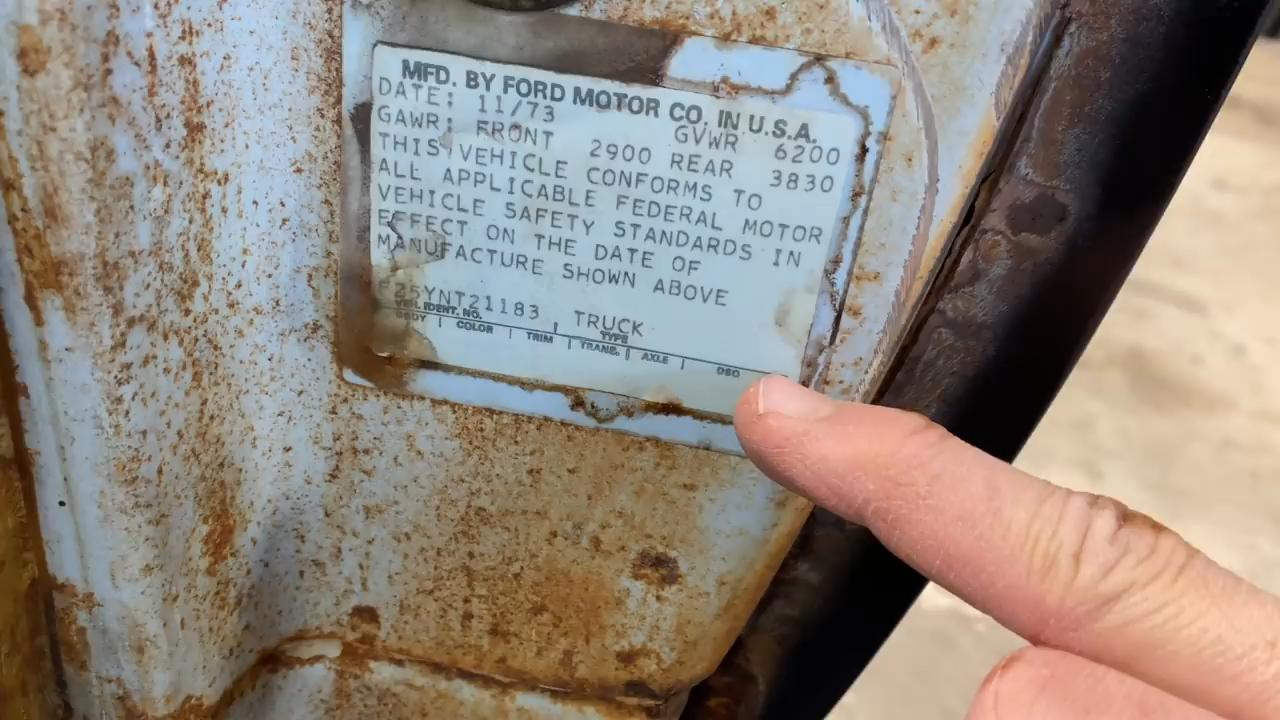 MFD. BY FORD MOTOR CO. IN U.S.A.
DATE: 11/73 GVWR 6200
GAWR: FRONT 2900 REAR 3830
THIS VEHICLE CONFORMS TO
ALL APPLICABLE FEDERAL MOTOR
VEHICLE SAFETY STANDARDS IN
EFFECT ON THE DATE OF
MANUFACTURE SHOWN ABOVE
F25YNT21183 TRUCK
VEH. IDENT. NO. TYPE
BODY | COLOR | TRIM | TRANS. | AXLE | DSO